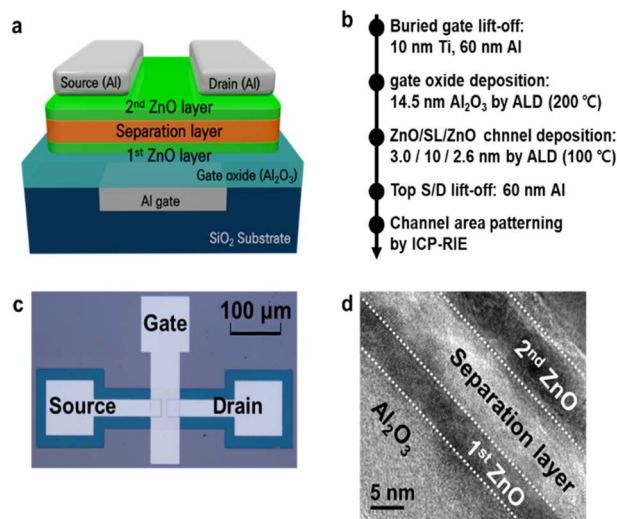 a
Source (Al)
Drain (Al)
2nd ZnO layer
Separation layer
1st ZnO layer
Gate oxide (Al2O3)
Al gate
SiO2 Substrate
b
Buried gate lift-off:
10 nm Ti, 60 nm Al
gate oxide deposition:
14.5 nm Al2O3 by ALD (200 ℃)
ZnO/SL/ZnO chnnel deposition:
3.0 / 10 / 2.6 nm by ALD (100 ℃)
Top S/D lift-off: 60 nm Al
Channel area patterning
by ICP-RIE
c
100 µm
Gate
Source
Drain
d
2nd ZnO
Separation layer
1st ZnO
Al2O3
5 nm